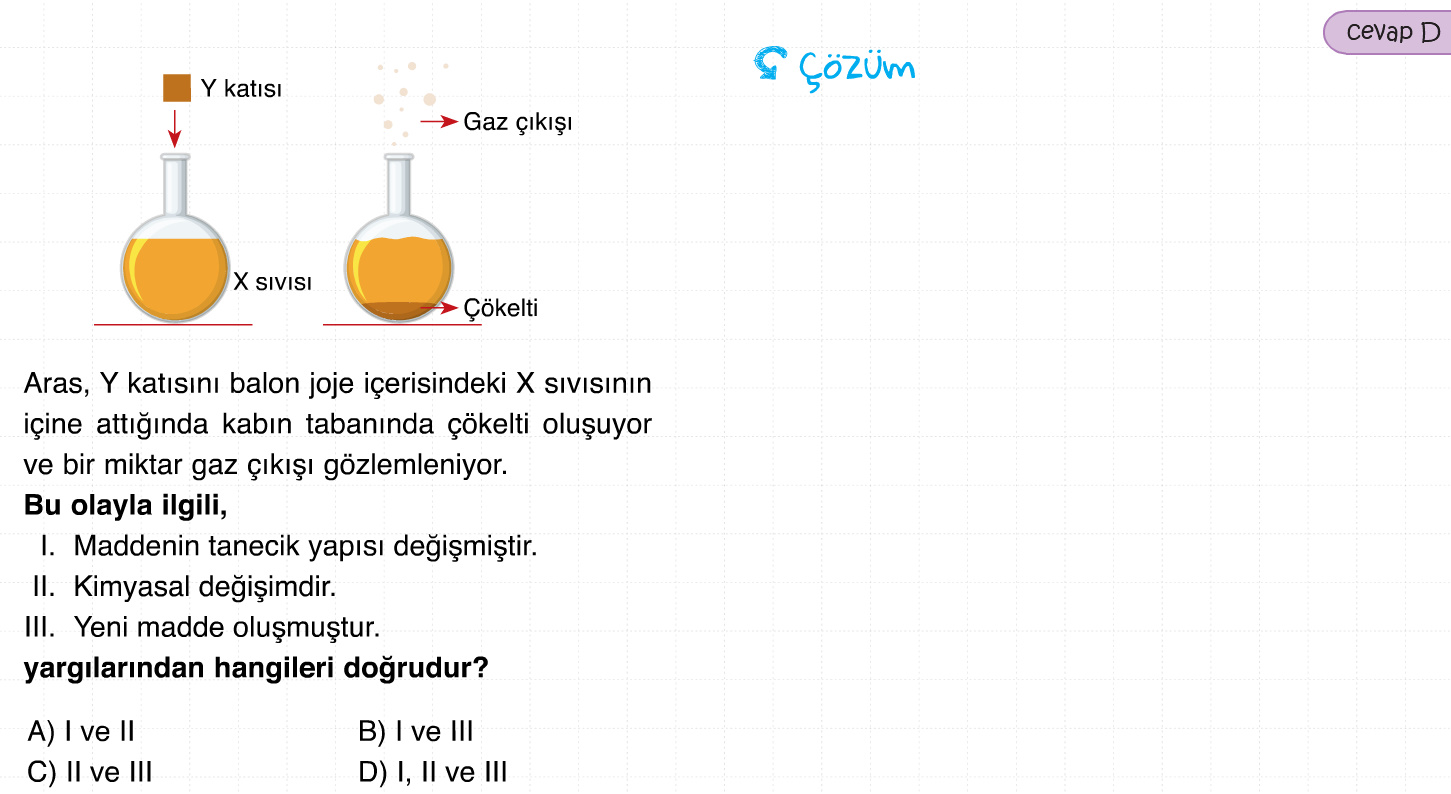 cevap D
Çözüm
Y katısı
Gaz çıkışı
X sıvısı
Çökelti
Aras, Y katısını balon joje içerisindeki X sıvısının
içine attığında kabın tabanında çökelti oluşuyor
ve bir miktar gaz çıkışı gözlemleniyor.
Bu olayla ilgili,
I. Maddenin tanecik yapısı değişmiştir.
II. Kimyasal değişimdir.
III. Yeni madde oluşmuştur.
yargılarından hangileri doğrudur?
A) I ve II B) I ve III
C) II ve III D) I, II ve III